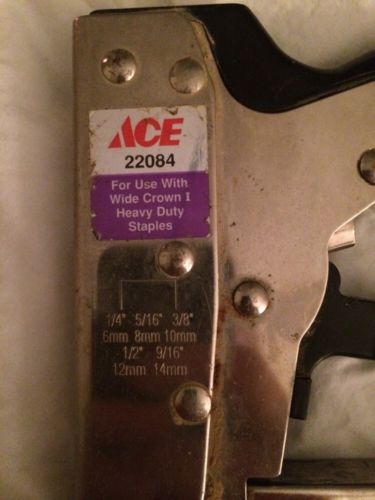 ACE
22084
For Use With
Wide Crown I
Heavy Duty
Staples
1/4" 5/16" 3/8"
6mm 8mm 10mm
1/2" 9/16"
12mm 14mm